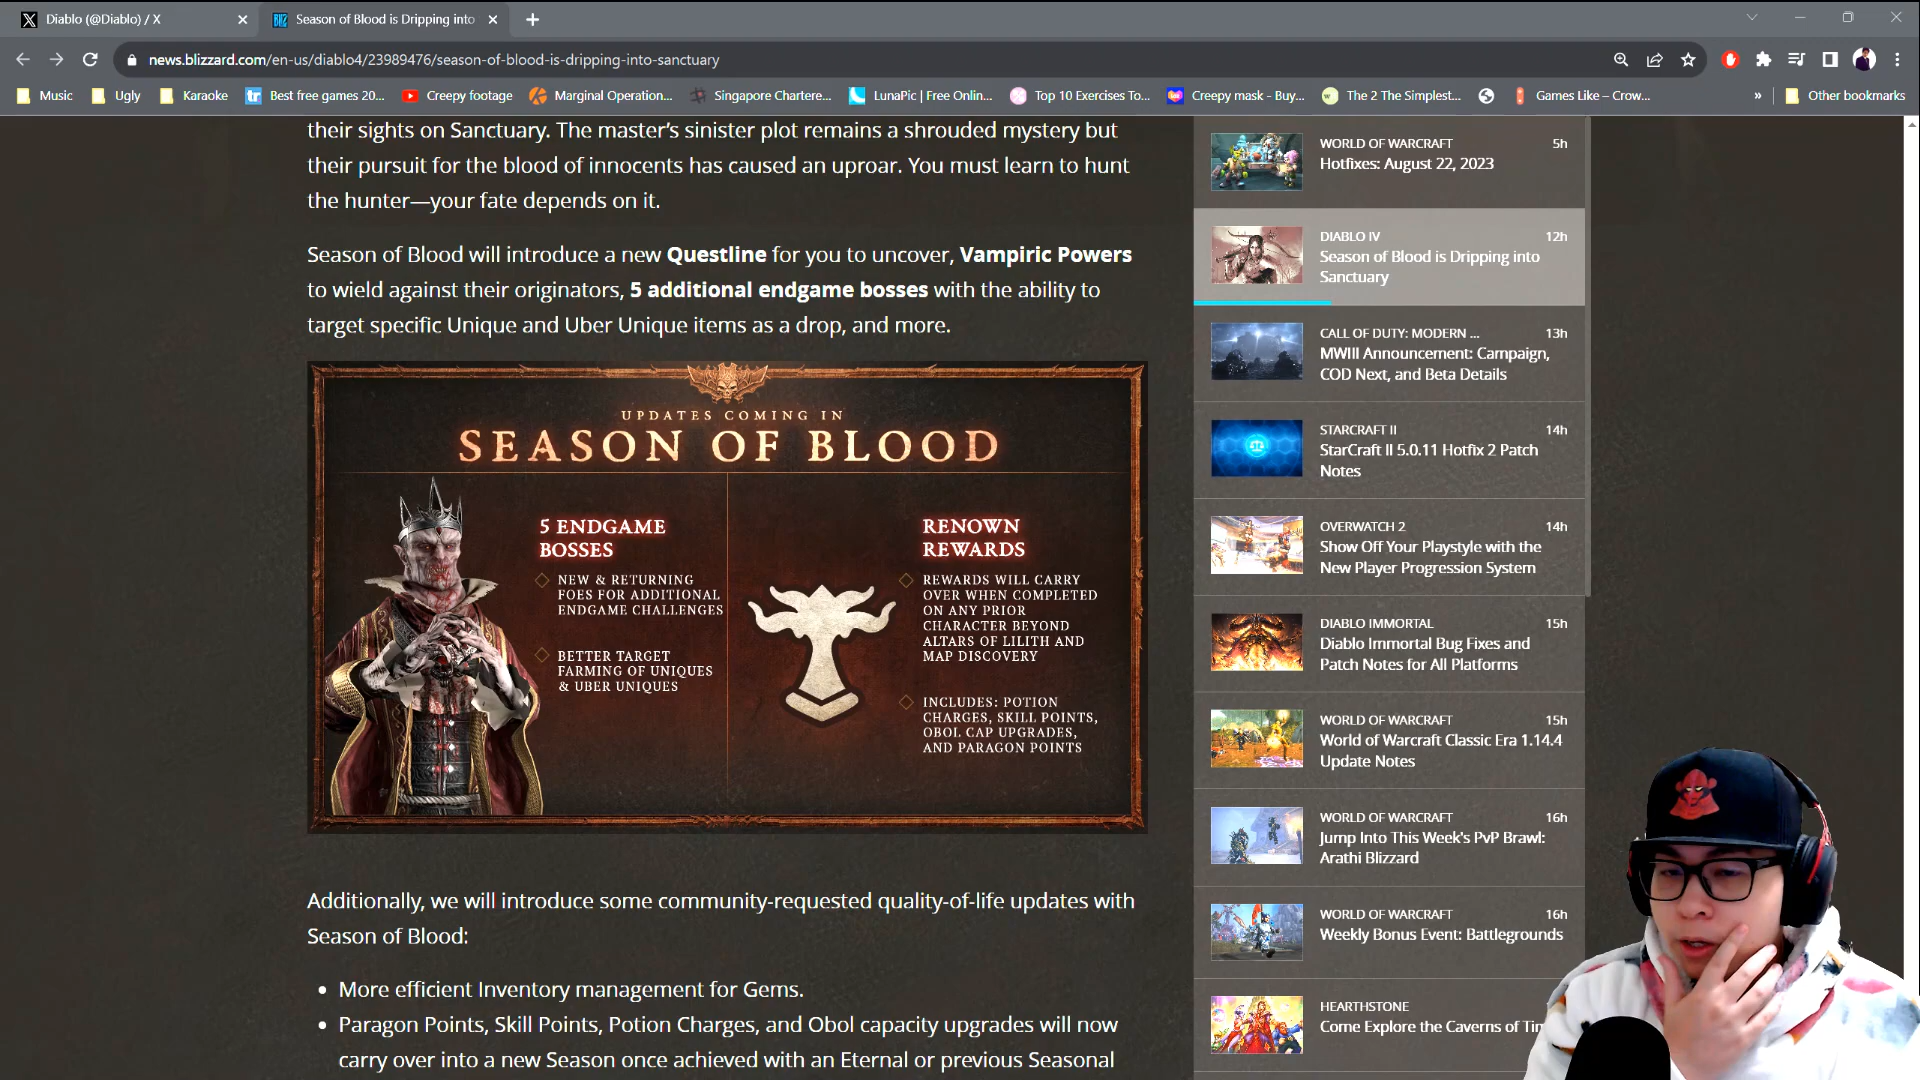 Diablo (@Diablo) / X
Season of Blood is Dripping into
news.blizzard.com/en-us/diablo4/23989476/season-of-blood-is-dripping-into-sanctuary
Music
Ugly
Karaoke
Best free games 20...
Creepy footage
Marginal Operation...
Singapore Chartere...
LunaPic | Free Onlin...
Top 10 Exercises To...
Creepy mask - Buy...
The 2 The Simplest...
Games Like – Crow...
»
Other bookmarks
their sights on Sanctuary. The master's sinister plot remains a shrouded mystery but
their pursuit for the blood of innocents has caused an uproar. You must learn to hunt
the hunter—your fate depends on it.
Season of Blood will introduce a new Questline for you to uncover, Vampiric Powers
to wield against their originators, 5 additional endgame bosses with the ability to
target specific Unique and Uber Unique items as a drop, and more.
UPDATES COMING IN
SEASON OF BLOOD
5 ENDGAME
BOSSES
NEW & RETURNING
FOES FOR ADDITIONAL
ENDGAME CHALLENGES
BETTER TARGET
FARMING OF UNIQUES
& UBER UNIQUES
RENOWN
REWARDS
REWARDS WILL CARRY
OVER WHEN COMPLETED
ON ANY PRIOR
CHARACTER BEYOND
ALTARS OF LILITH AND
MAP DISCOVERY
INCLUDES: POTION
CHARGES, SKILL POINTS,
OBOL CAP UPGRADES,
AND PARAGON POINTS
Additionally, we will introduce some community-requested quality-of-life updates with
Season of Blood:
• More efficient Inventory management for Gems.
• Paragon Points, Skill Points, Potion Charges, and Obol capacity upgrades will now
carry over into a new Season once achieved with an Eternal or previous Seasonal
WORLD OF WARCRAFT 5h
Hotfixes: August 22, 2023
DIABLO IV 12h
Season of Blood is Dripping into
Sanctuary
CALL OF DUTY: MODERN ... 13h
MWIII Announcement: Campaign,
COD Next, and Beta Details
STARCRAFT II 14h
StarCraft II 5.0.11 Hotfix 2 Patch
Notes
OVERWATCH 2 14h
Show Off Your Playstyle with the
New Player Progression System
DIABLO IMMORTAL 15h
Diablo Immortal Bug Fixes and
Patch Notes for All Platforms
WORLD OF WARCRAFT 15h
World of Warcraft Classic Era 1.14.4
Update Notes
WORLD OF WARCRAFT 16h
Jump Into This Week's PvP Brawl:
Arathi Blizzard
WORLD OF WARCRAFT 16h
Weekly Bonus Event: Battlegrounds
HEARTHSTONE
Come Explore the Caverns of